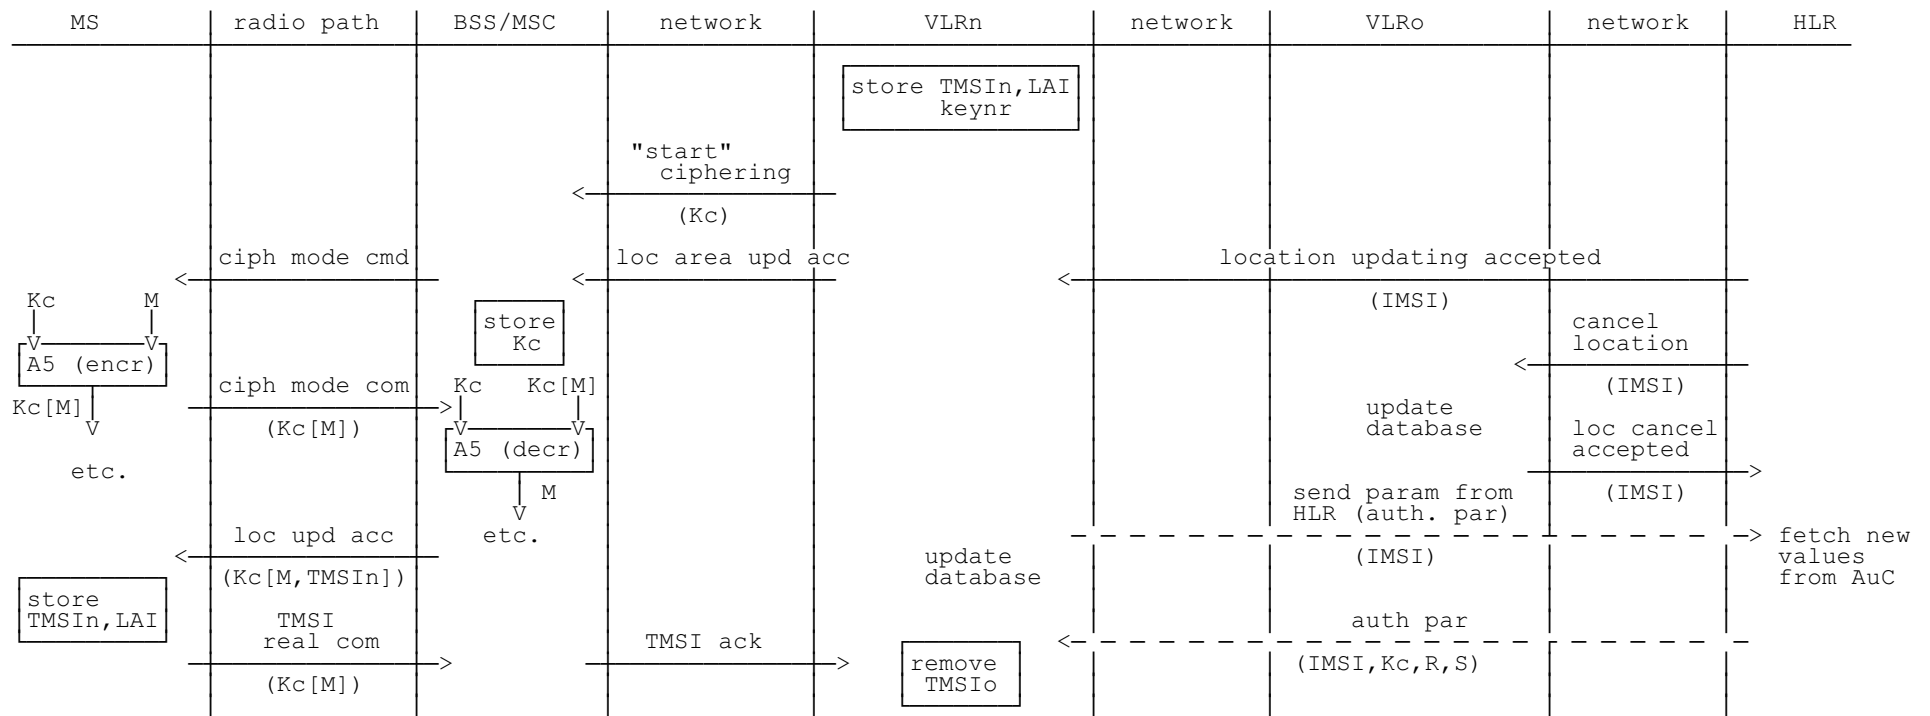 MS radio path BSS/MSC network VLRn network VLRo network HLR
store TMSIn,LAI
keynr
"start"
ciphering
(Kc)
ciph mode cmd loc area upd acc location updating accepted
Kc M (IMSI)
store cancel
Kc location
A5 (encr)
ciph mode com Kc Kc[M] (IMSI)
Kc[M] update
V (Kc[M]) V V database loc cancel
A5 (decr) accepted
etc.
M send param from (IMSI)
V HLR (auth. par)
loc upd acc etc. fetch new
update (IMSI) values
(Kc[M,TMSIn]) database from AuC
store
TMSIn,LAI TMSI auth par
real com TMSI ack
remove (IMSI,Kc,R,S)
(Kc[M]) TMSIo